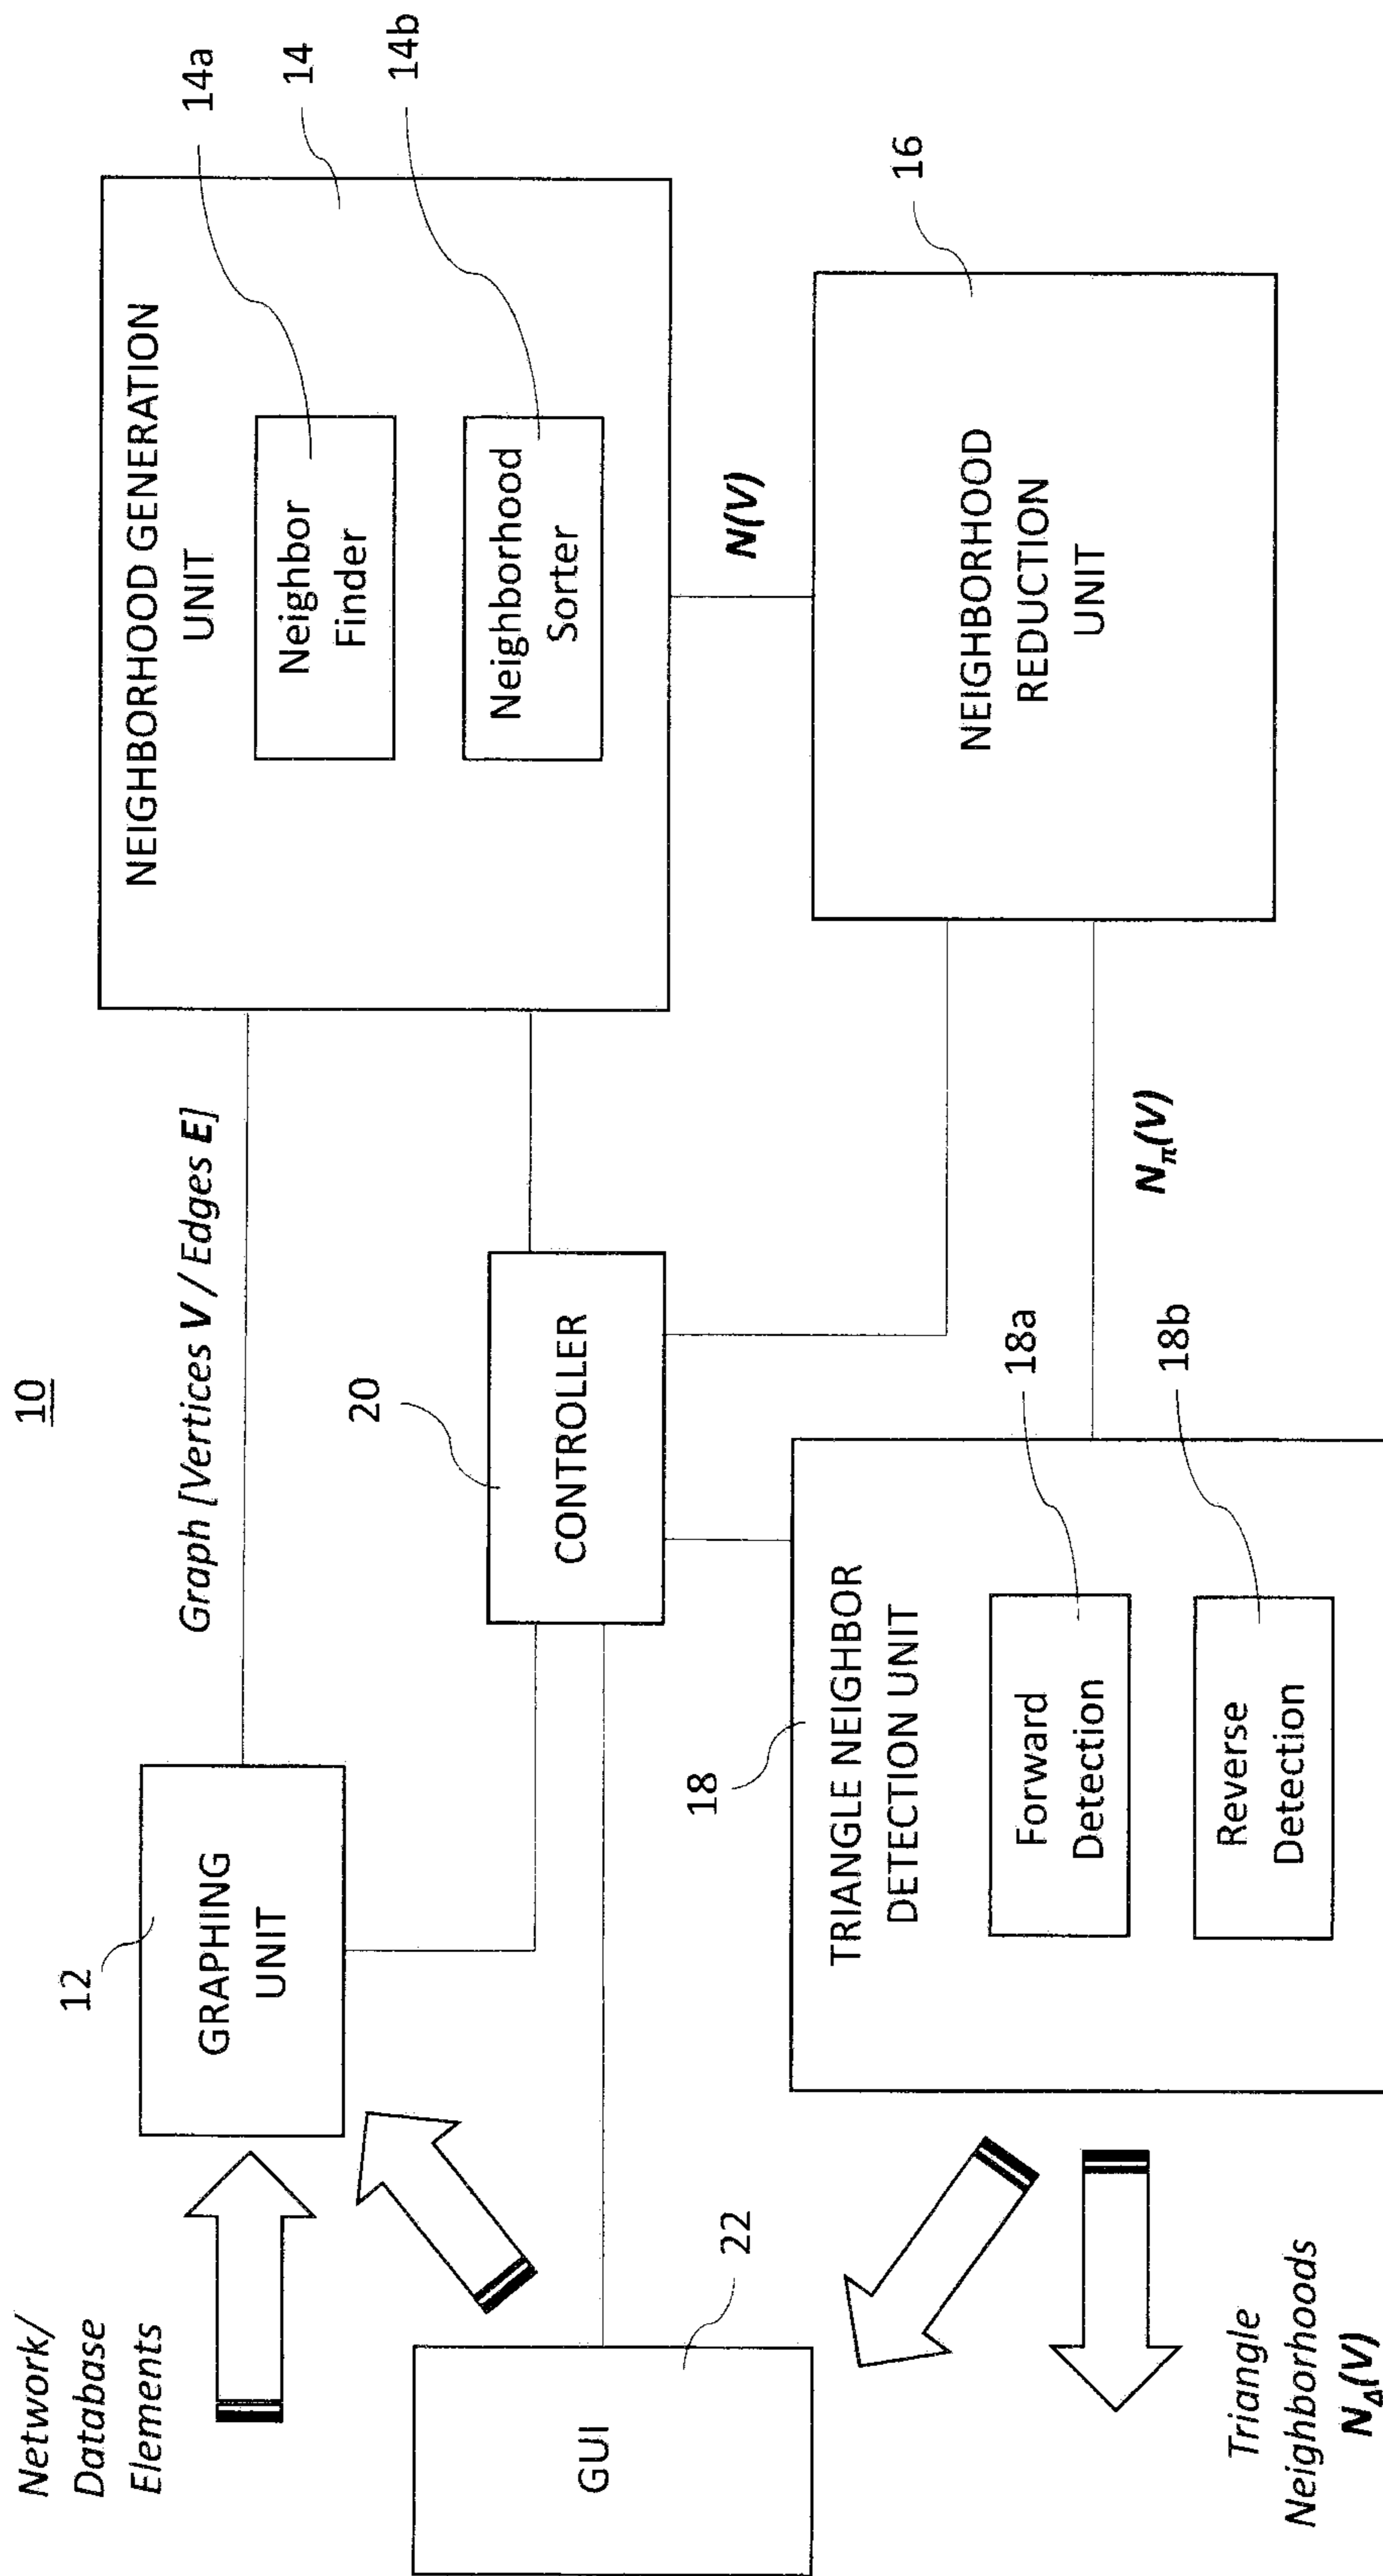 10
Network/
Database
Elements
12
GRAPHING
UNIT
Graph [Vertices V / Edges E]
NEIGHBORHOOD GENERATION
UNIT
14a
14
14b
Neighbor
Finder
Neighborhood
Sorter
20
CONTROLLER
22
GUI
N(V)
16
NEIGHBORHOOD
REDUCTION
UNIT
Nπ(V)
18
TRIANGLE NEIGHBOR
DETECTION UNIT
18a
Forward
Detection
18b
Reverse
Detection
Triangle
Neighborhoods
NΔ(V)